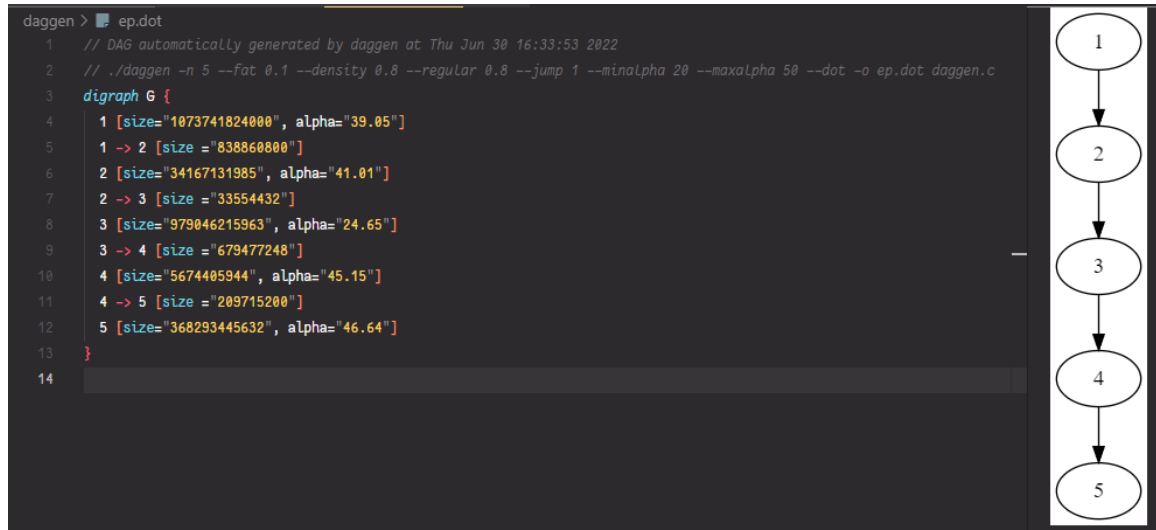 daggen > ep.dot
1 // DAG automatically generated by daggen at Thu Jun 30 16:33:53 2022
2 // ./daggen -n 5 --fat 0.1 --density 0.8 --regular 0.8 --jump 1 --minalpha 20 --maxalpha 50 --dot -o ep.dot daggen.c
3 digraph G {
4   1 [size="1073741824000", alpha="39.05"]
5   1 -> 2 [size ="838860800"]
6   2 [size="34167131985", alpha="41.01"]
7   2 -> 3 [size ="33554432"]
8   3 [size="979046215963", alpha="24.65"]
9   3 -> 4 [size ="679477248"]
10   4 [size="5674405944", alpha="45.15"]
11   4 -> 5 [size ="209715200"]
12   5 [size="368293445632", alpha="46.64"]
13 }
14
1
2
3
4
5